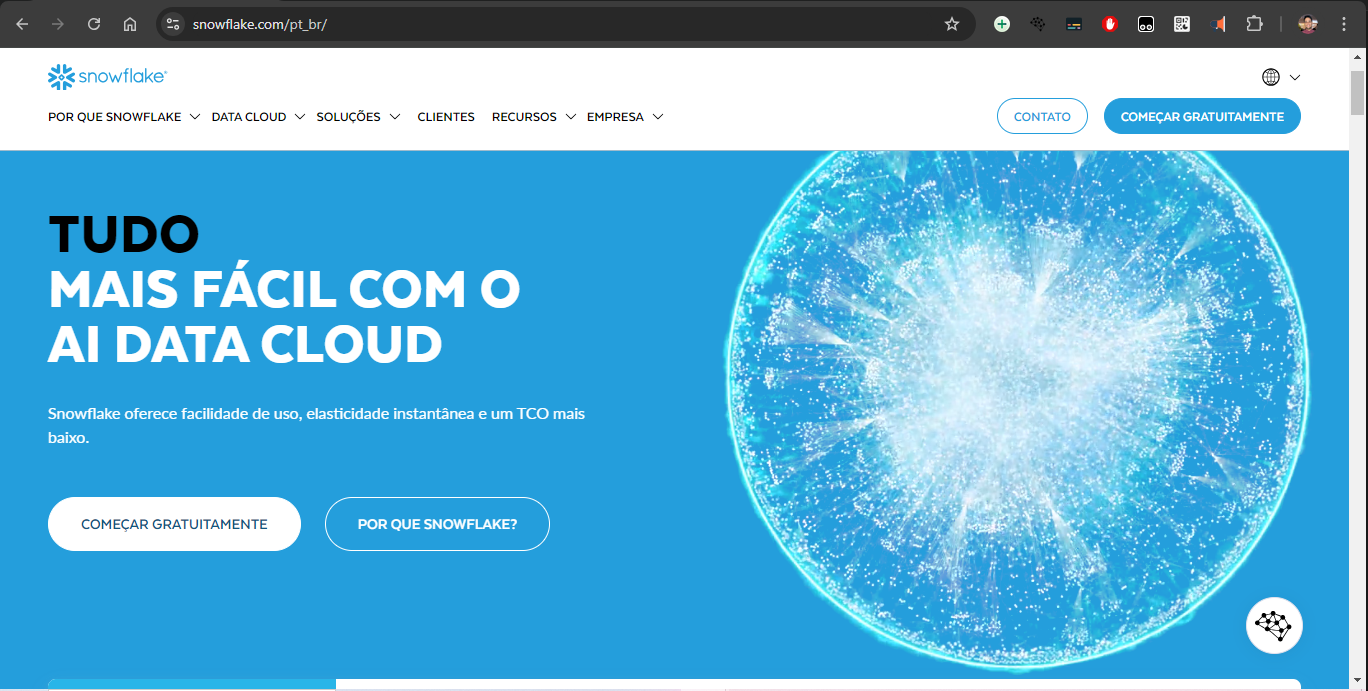 snowflake.com/pt_br/
snowflake®
POR QUE SNOWFLAKE DATA CLOUD SOLUÇÕES CLIENTES RECURSOS EMPRESA
CONTATO
COMEÇAR GRATUITAMENTE
TUDO
MAIS FÁCIL COM O
AI DATA CLOUD
Snowflake oferece facilidade de uso, elasticidade instantânea e um TCO mais
baixo.
COMEÇAR GRATUITAMENTE
POR QUE SNOWFLAKE?